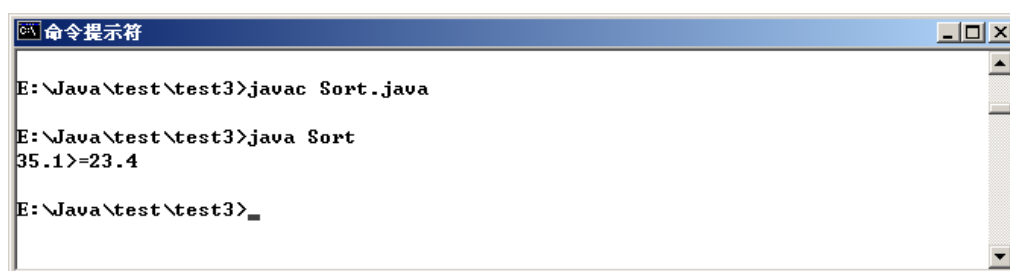 命令提示符
E:\Java\test\test3>javac Sort.java
E:\Java\test\test3>java Sort
35.1>=23.4
E:\Java\test\test3>_